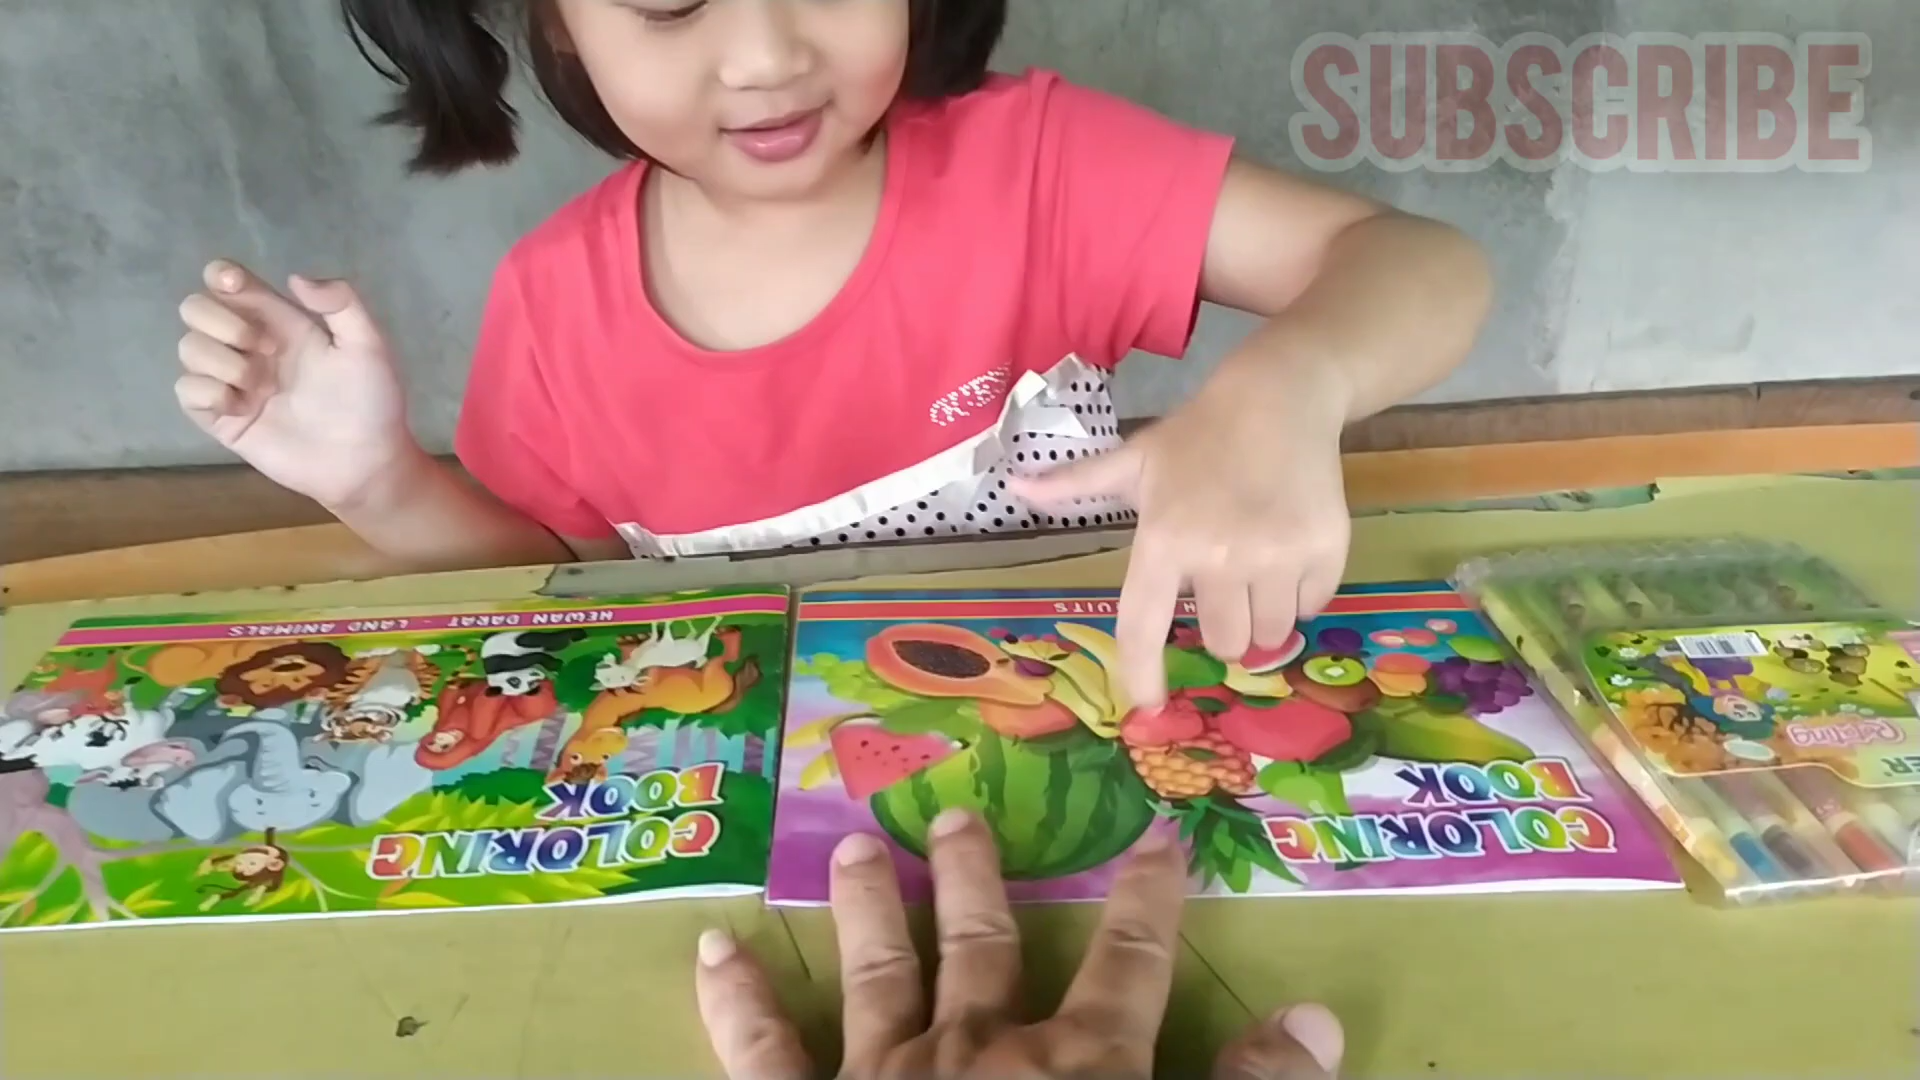 SUBSCRIBE
HEWAN DARAT - LAND ANIMALS
COLORING
BOOK
COLORING
BOOK